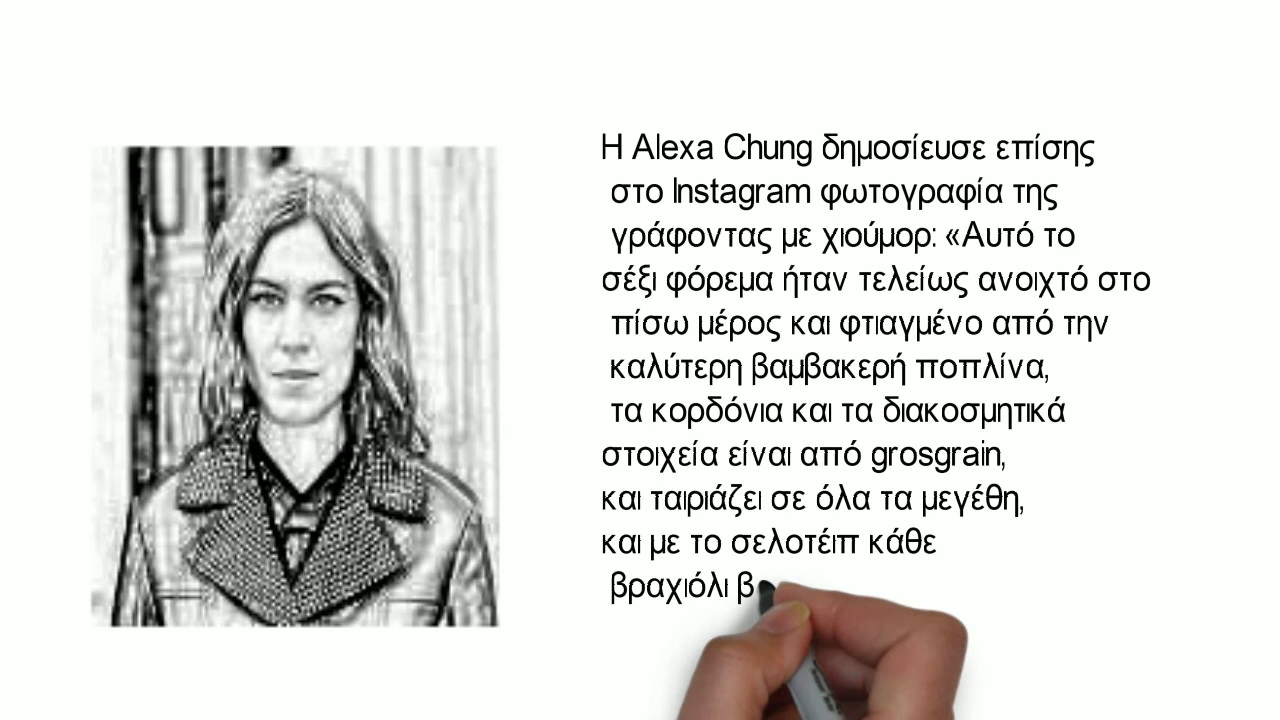 Η Alexa Chung δημοσίευσε επίσης
στο Instagram φωτογραφία της
γράφοντας με χιούμορ: «Αυτό το
σέξι φόρεμα ήταν τελείως ανοιχτό στο
πίσω μέρος και φτιαγμένο από την
καλύτερη βαμβακερή ποπλίνα,
τα κορδόνια και τα διακοσμητικά
στοιχεία είναι από grosgrain,
και ταιριάζει σε όλα τα μεγέθη,
και με το σελοτέιπ κάθε
βραχιόλι β